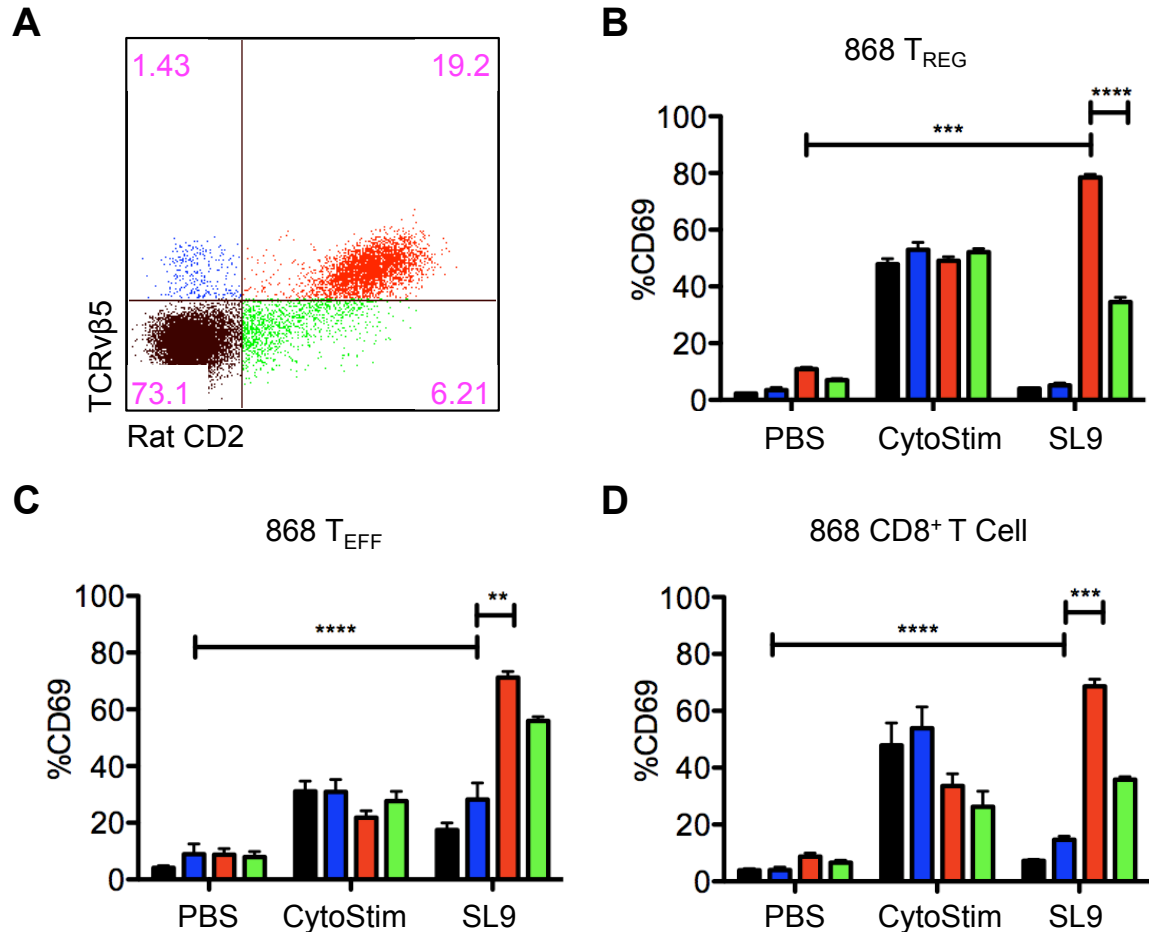 A
1.43 19.2
73.1 6.21
TCRvβ5
Rat CD2
B
868 TREG
%CD69
100
80
60
40
20
0
***
****
PBS CytoStim SL9
C
868 TEFF
%CD69
100
80
60
40
20
0
****
**
PBS CytoStim SL9
D
868 CD8+ T Cell
%CD69
100
80
60
40
20
0
****
***
PBS CytoStim SL9